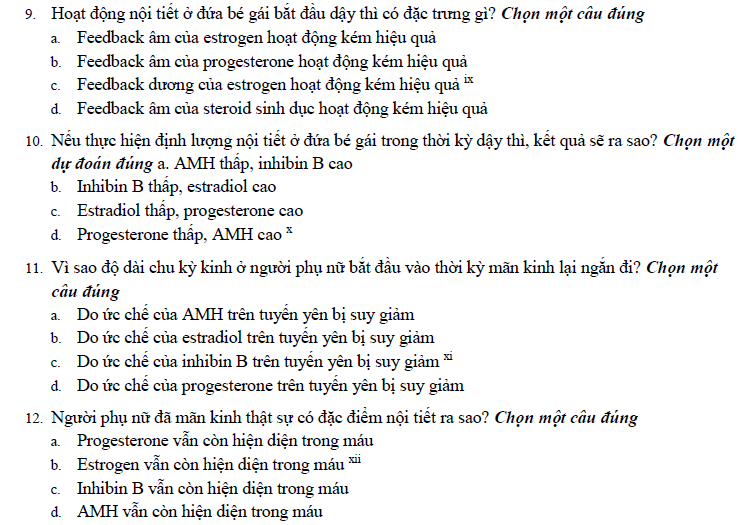 9. Hoạt động nội tiết ở đứa bé gái bắt đầu dậy thì có đặc trưng gì? Chọn một câu đúng
a. Feedback âm của estrogen hoạt động kém hiệu quả
b. Feedback âm của progesterone hoạt động kém hiệu quả
c. Feedback dương của estrogen hoạt động kém hiệu quả ix
d. Feedback âm của steroid sinh dục hoạt động kém hiệu quả
10. Nếu thực hiện định lượng nội tiết ở đứa bé gái trong thời kỳ dậy thì, kết quả sẽ ra sao? Chọn một
dự đoán đúng a. AMH thấp, inhibin B cao
b. Inhibin B thấp, estradiol cao
c. Estradiol thấp, progesterone cao
d. Progesterone thấp, AMH cao x
11. Vì sao độ dài chu kỳ kinh ở người phụ nữ bắt đầu vào thời kỳ mãn kinh lại ngắn đi? Chọn một
câu đúng
a. Do ức chế của AMH trên tuyến yên bị suy giảm
b. Do ức chế của estradiol trên tuyến yên bị suy giảm
c. Do ức chế của inhibin B trên tuyến yên bị suy giảm xi
d. Do ức chế của progesterone trên tuyến yên bị suy giảm
12. Người phụ nữ đã mãn kinh thật sự có đặc điểm nội tiết ra sao? Chọn một câu đúng
a. Progesterone vẫn còn hiện diện trong máu
b. Estrogen vẫn còn hiện diện trong máu xii
c. Inhibin B vẫn còn hiện diện trong máu
d. AMH vẫn còn hiện diện trong máu